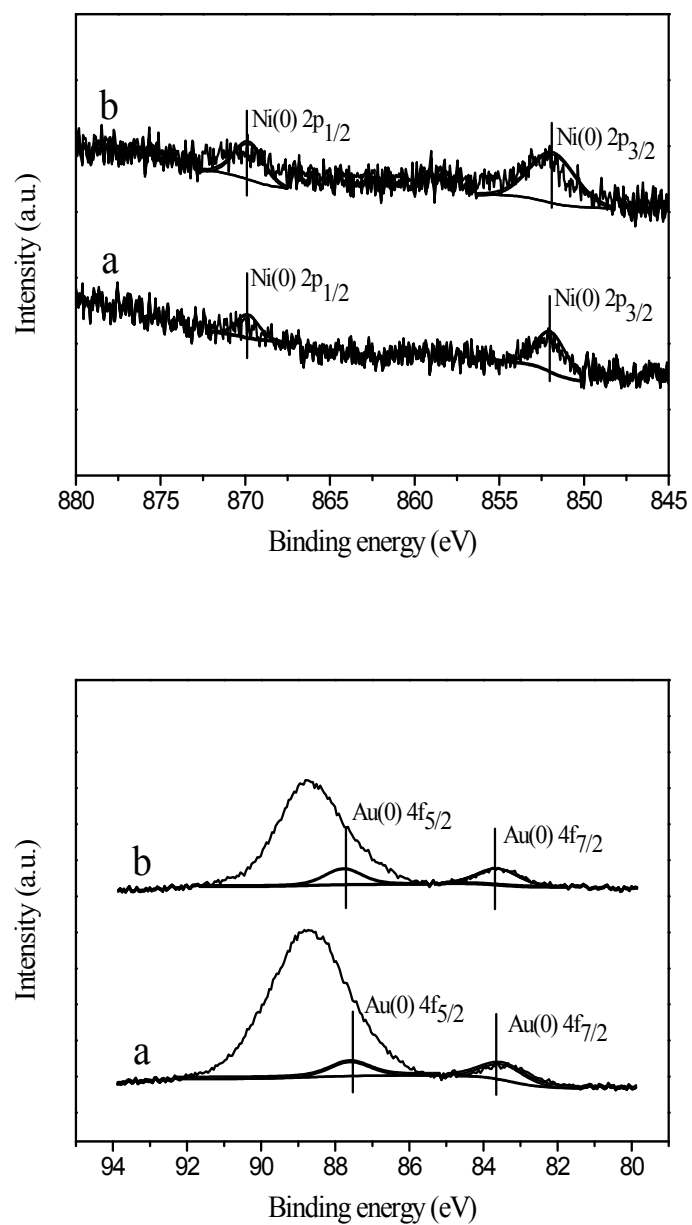 b
Ni(0) 2p1/2
Ni(0) 2p3/2
a
Ni(0) 2p1/2
Ni(0) 2p3/2
Intensity (a.u.)
880 875 870 865 860 855 850 845
Binding energy (eV)
b
Au(0) 4f5/2
Au(0) 4f7/2
a
Au(0) 4f5/2
Au(0) 4f7/2
Intensity (a.u.)
94 92 90 88 86 84 82 80
Binding energy (eV)